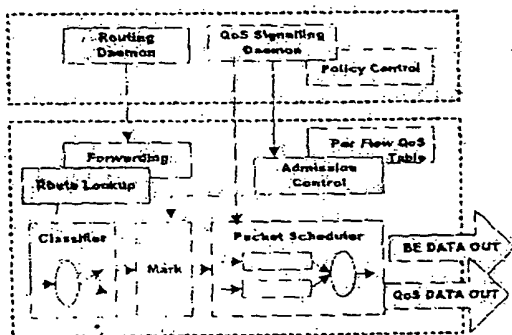 Routing
Daemon
QoS Signalling
Daemon
Policy Control
Forwarding
Route Lookup
Per Flow QoS
Table
Admission
Control
Classifier
Mark
Packet Scheduler
BE DATA OUT
QoS DATA OUT